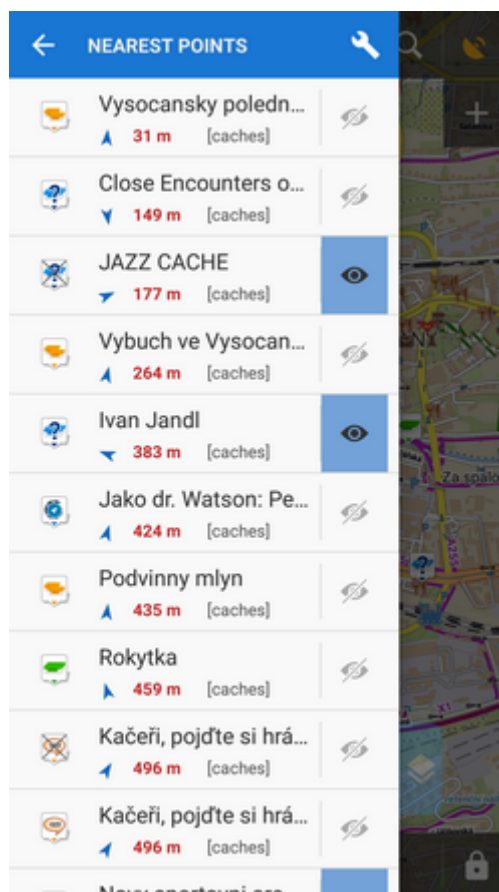 NEAREST POINTS
Vysocansky poledn...
31 m [caches]
Close Encounters o...
149 m [caches]
JAZZ CACHE
177 m [caches]
Vybuch ve Vysocan...
264 m [caches]
Ivan Jandl
383 m [caches]
Jako dr. Watson: Pe...
424 m [caches]
Podvinny mlyn
435 m [caches]
Rokytka
459 m [caches]
Kačeři, pojďte si hrá...
496 m [caches]
Kačeři, pojďte si hrá...
496 m [caches]
Za spalo
A255
X1